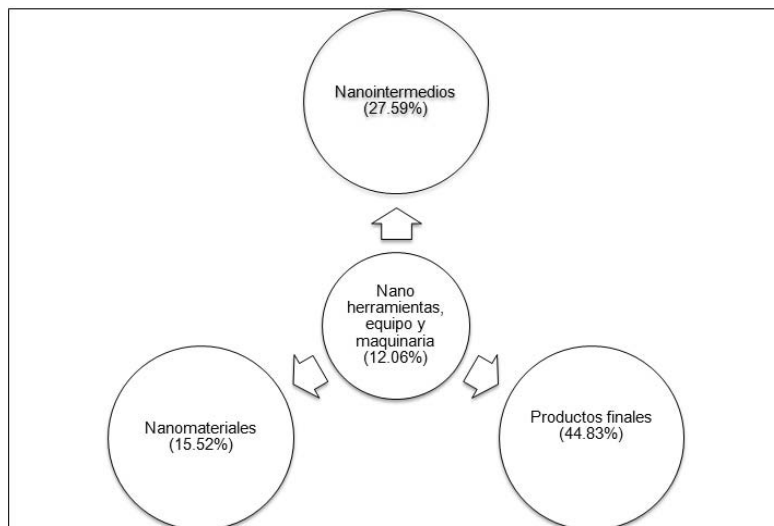 Nanointermedios
(27.59%)
Nano
herramientas,
equipo y
maquinaria
(12.06%)
Nanomateriales
(15.52%)
Productos finales
(44.83%)